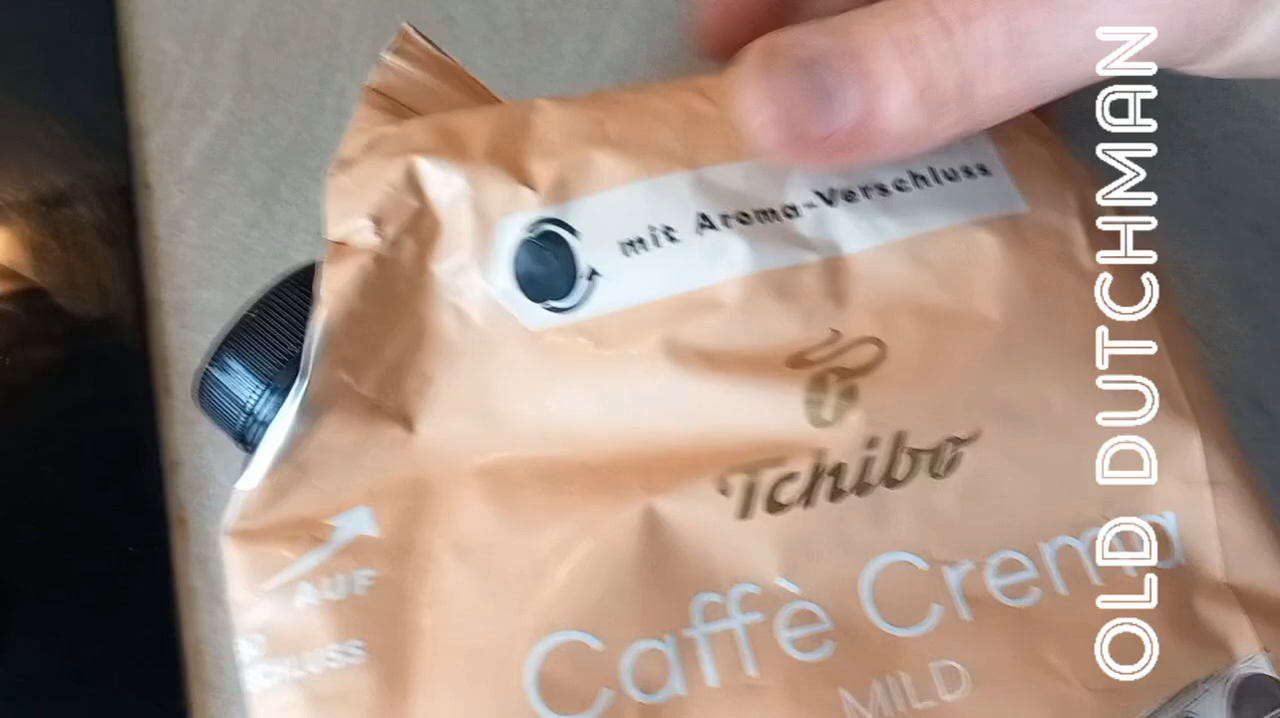 mit Aroma-Verschluss
Tchibo
Caffè Crema
MILD
AUF
OLD DUTCHMAN